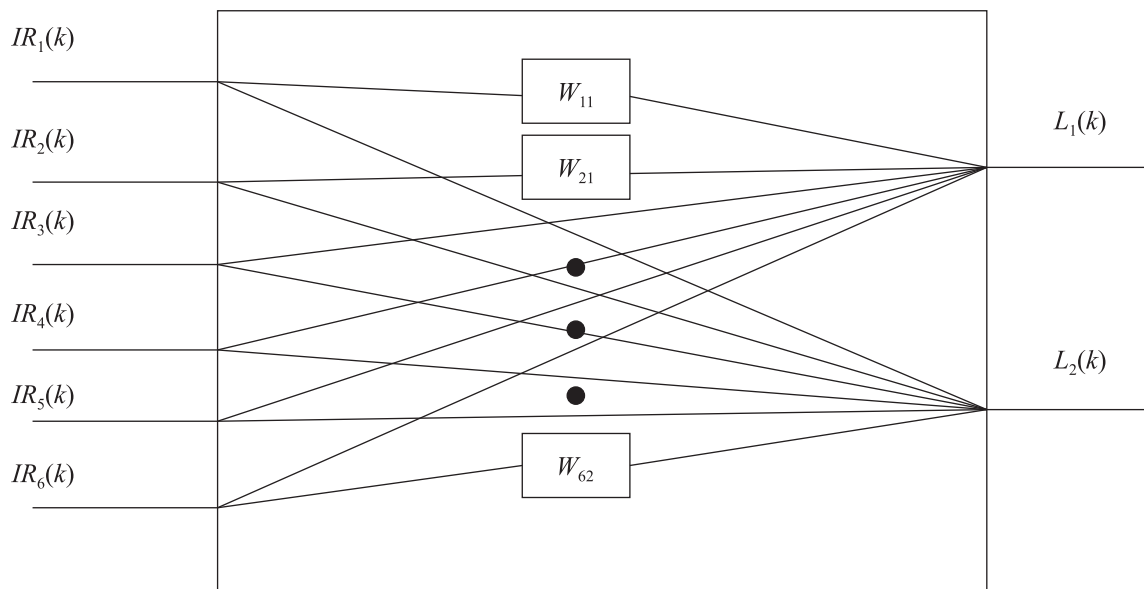 IR₁(k)
W₁₁
L₁(k)
IR₂(k)
W₂₁
IR₃(k)
IR₄(k)
L₂(k)
IR₅(k)
IR₆(k)
W₆₂